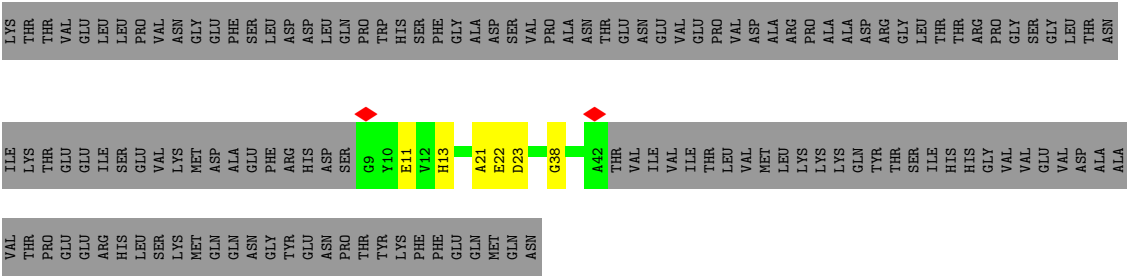 LYS THR THR VAL GLU LEU LEU PRO VAL ASN GLY GLU PHE SER LEU ASP ASP LEU GLN PRO TRP HIS SER PHE GLY ALA ASP SER VAL PRO ALA ASN THR GLU ASN GLU VAL GLU PRO VAL ASP ALA ARG PRO ALA ALA ASP ARG GLY LEU THR THR ARG PRO GLY SER GLY LEU THR ASN
ILE LYS THR GLU GLU ILE SER GLU VAL LYS MET ASP ALA GLU PHE ARG HIS ASP SER G9 Y10 E11 V12 H13 A21 E22 D23 G38 A42 THR VAL ILE VAL ILE THR LEU VAL MET LEU LYS LYS LYS GLN TYR THR SER ILE HIS HIS GLY VAL VAL GLU VAL ASP ALA ALA
VAL THR PRO GLU GLU ARG HIS LEU SER LYS MET GLN GLN ASN GLY TYR GLU ASN PRO THR TYR LYS PHE PHE GLU GLN MET GLN ASN